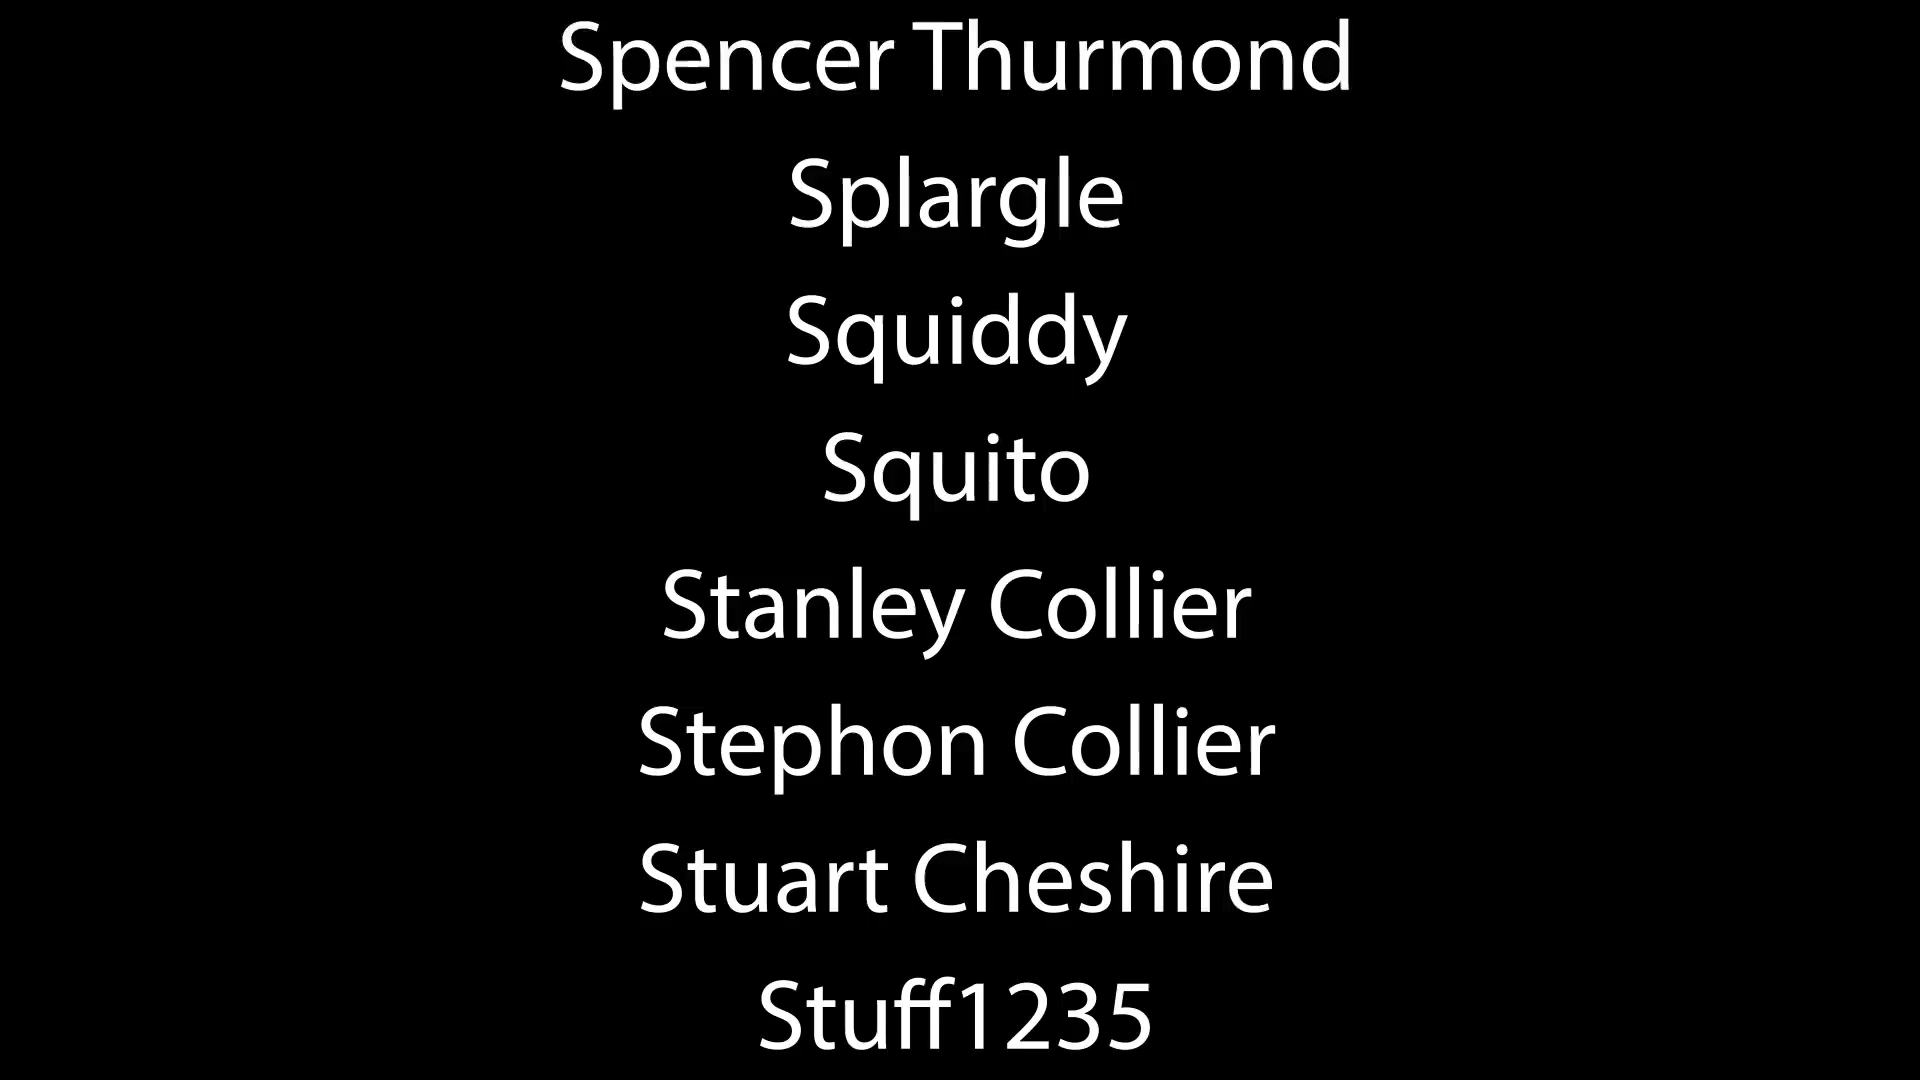 Spencer Thurmond
Splargle
Squiddy
Squito
Stanley Collier
Stephon Collier
Stuart Cheshire
Stuff1235